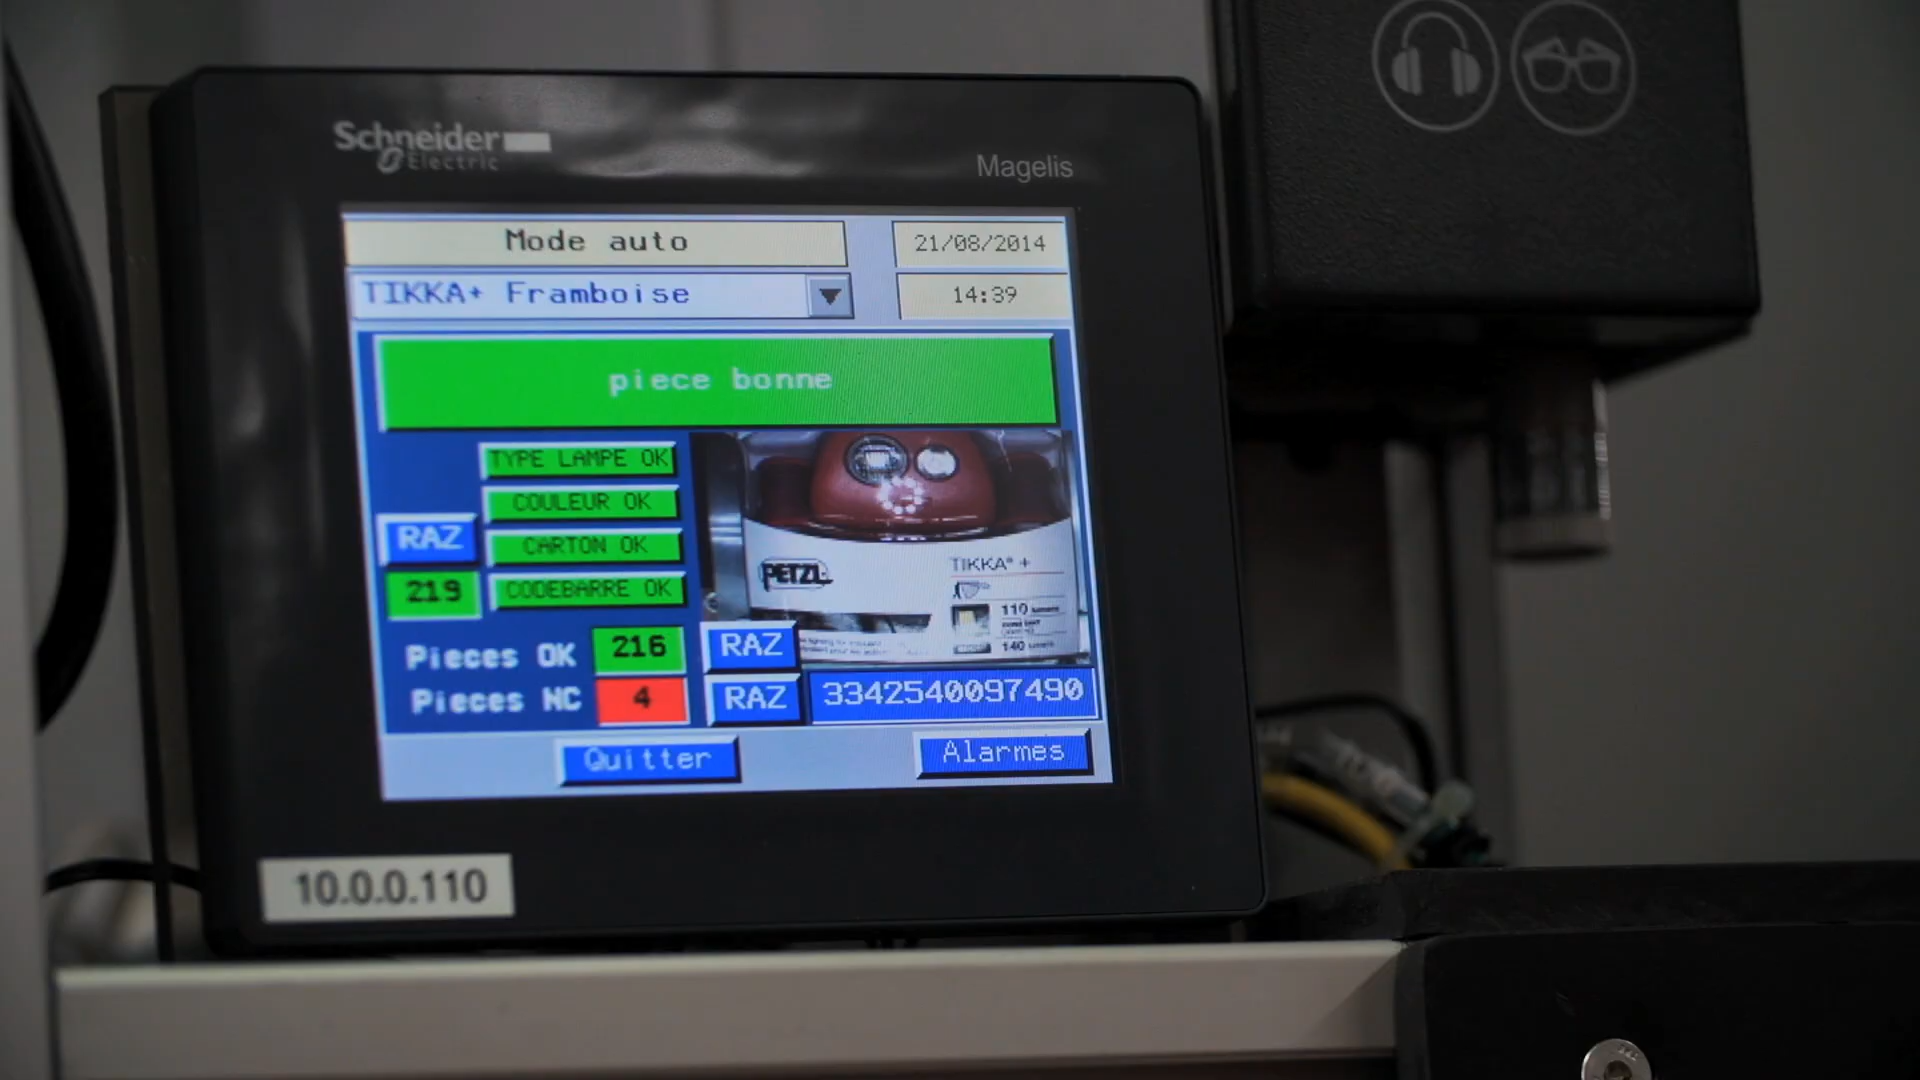 Schneider
Electric
Magelis
Mode auto
21/08/2014
TIKKA+ Framboise
14:39
piece bonne
TYPE LAMPE OK
COULEUR OK
RAZ
CARTON OK
219
CODEBARRE OK
PETZL
TIKKA® +
110
140
Pieces OK
216
RAZ
Pieces NC
4
RAZ
3342540097490
Quitter
Alarmes
10.0.0.110